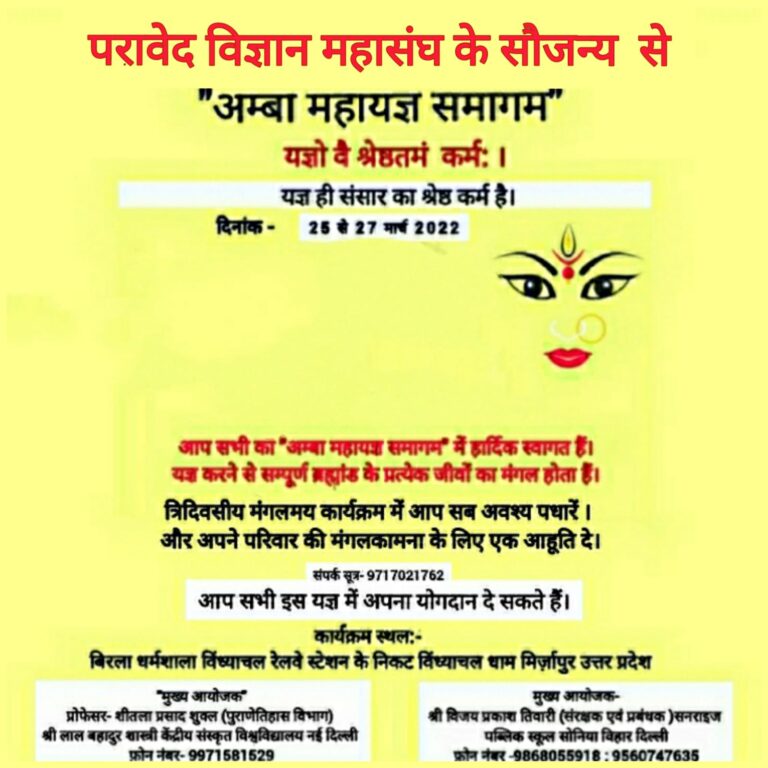 परावेद विज्ञान महासंघ के सौजन्य से
"अम्बा महायज्ञ समागम"
यज्ञो वै श्रेष्ठतमं कर्म: ।
यज्ञ ही संसार का श्रेष्ठ कर्म है।
दिनांक - 25 से 27 मार्च 2022
आप सभी का "अम्बा महायज्ञ समागम" में हार्दिक स्वागत हैं।
यज्ञ करने से सम्पूर्ण ब्रह्मांड के प्रत्येक जीवों का मंगल होता हैं।
त्रिदिवसीय मंगलमय कार्यक्रम में आप सब अवश्य पधारें ।
और अपने परिवार की मंगलकामना के लिए एक आहूति दे।
संपर्क सूत्र- 9717021762
आप सभी इस यज्ञ में अपना योगदान दे सकते हैं।
कार्यक्रम स्थल:-
बिरला धर्मशाला विंध्याचल रेलवे स्टेशन के निकट विंध्याचल धाम मिर्ज़ापुर उत्तर प्रदेश
"मुख्य आयोजक"
प्रोफेसर- शीतला प्रसाद शुक्ल (पुराणेतिहास विभाग)
श्री लाल बहादुर शास्त्री केंद्रीय संस्कृत विश्वविद्यालय नई दिल्ली
फ़ोन नंबर- 9971581529
मुख्य आयोजक-
श्री विजय प्रकाश तिवारी (संरक्षक एवं प्रबंधक )सनराइज
पब्लिक स्कूल सोनिया विहार दिल्ली
फ़ोन नंबर -9868055918 : 9560747635